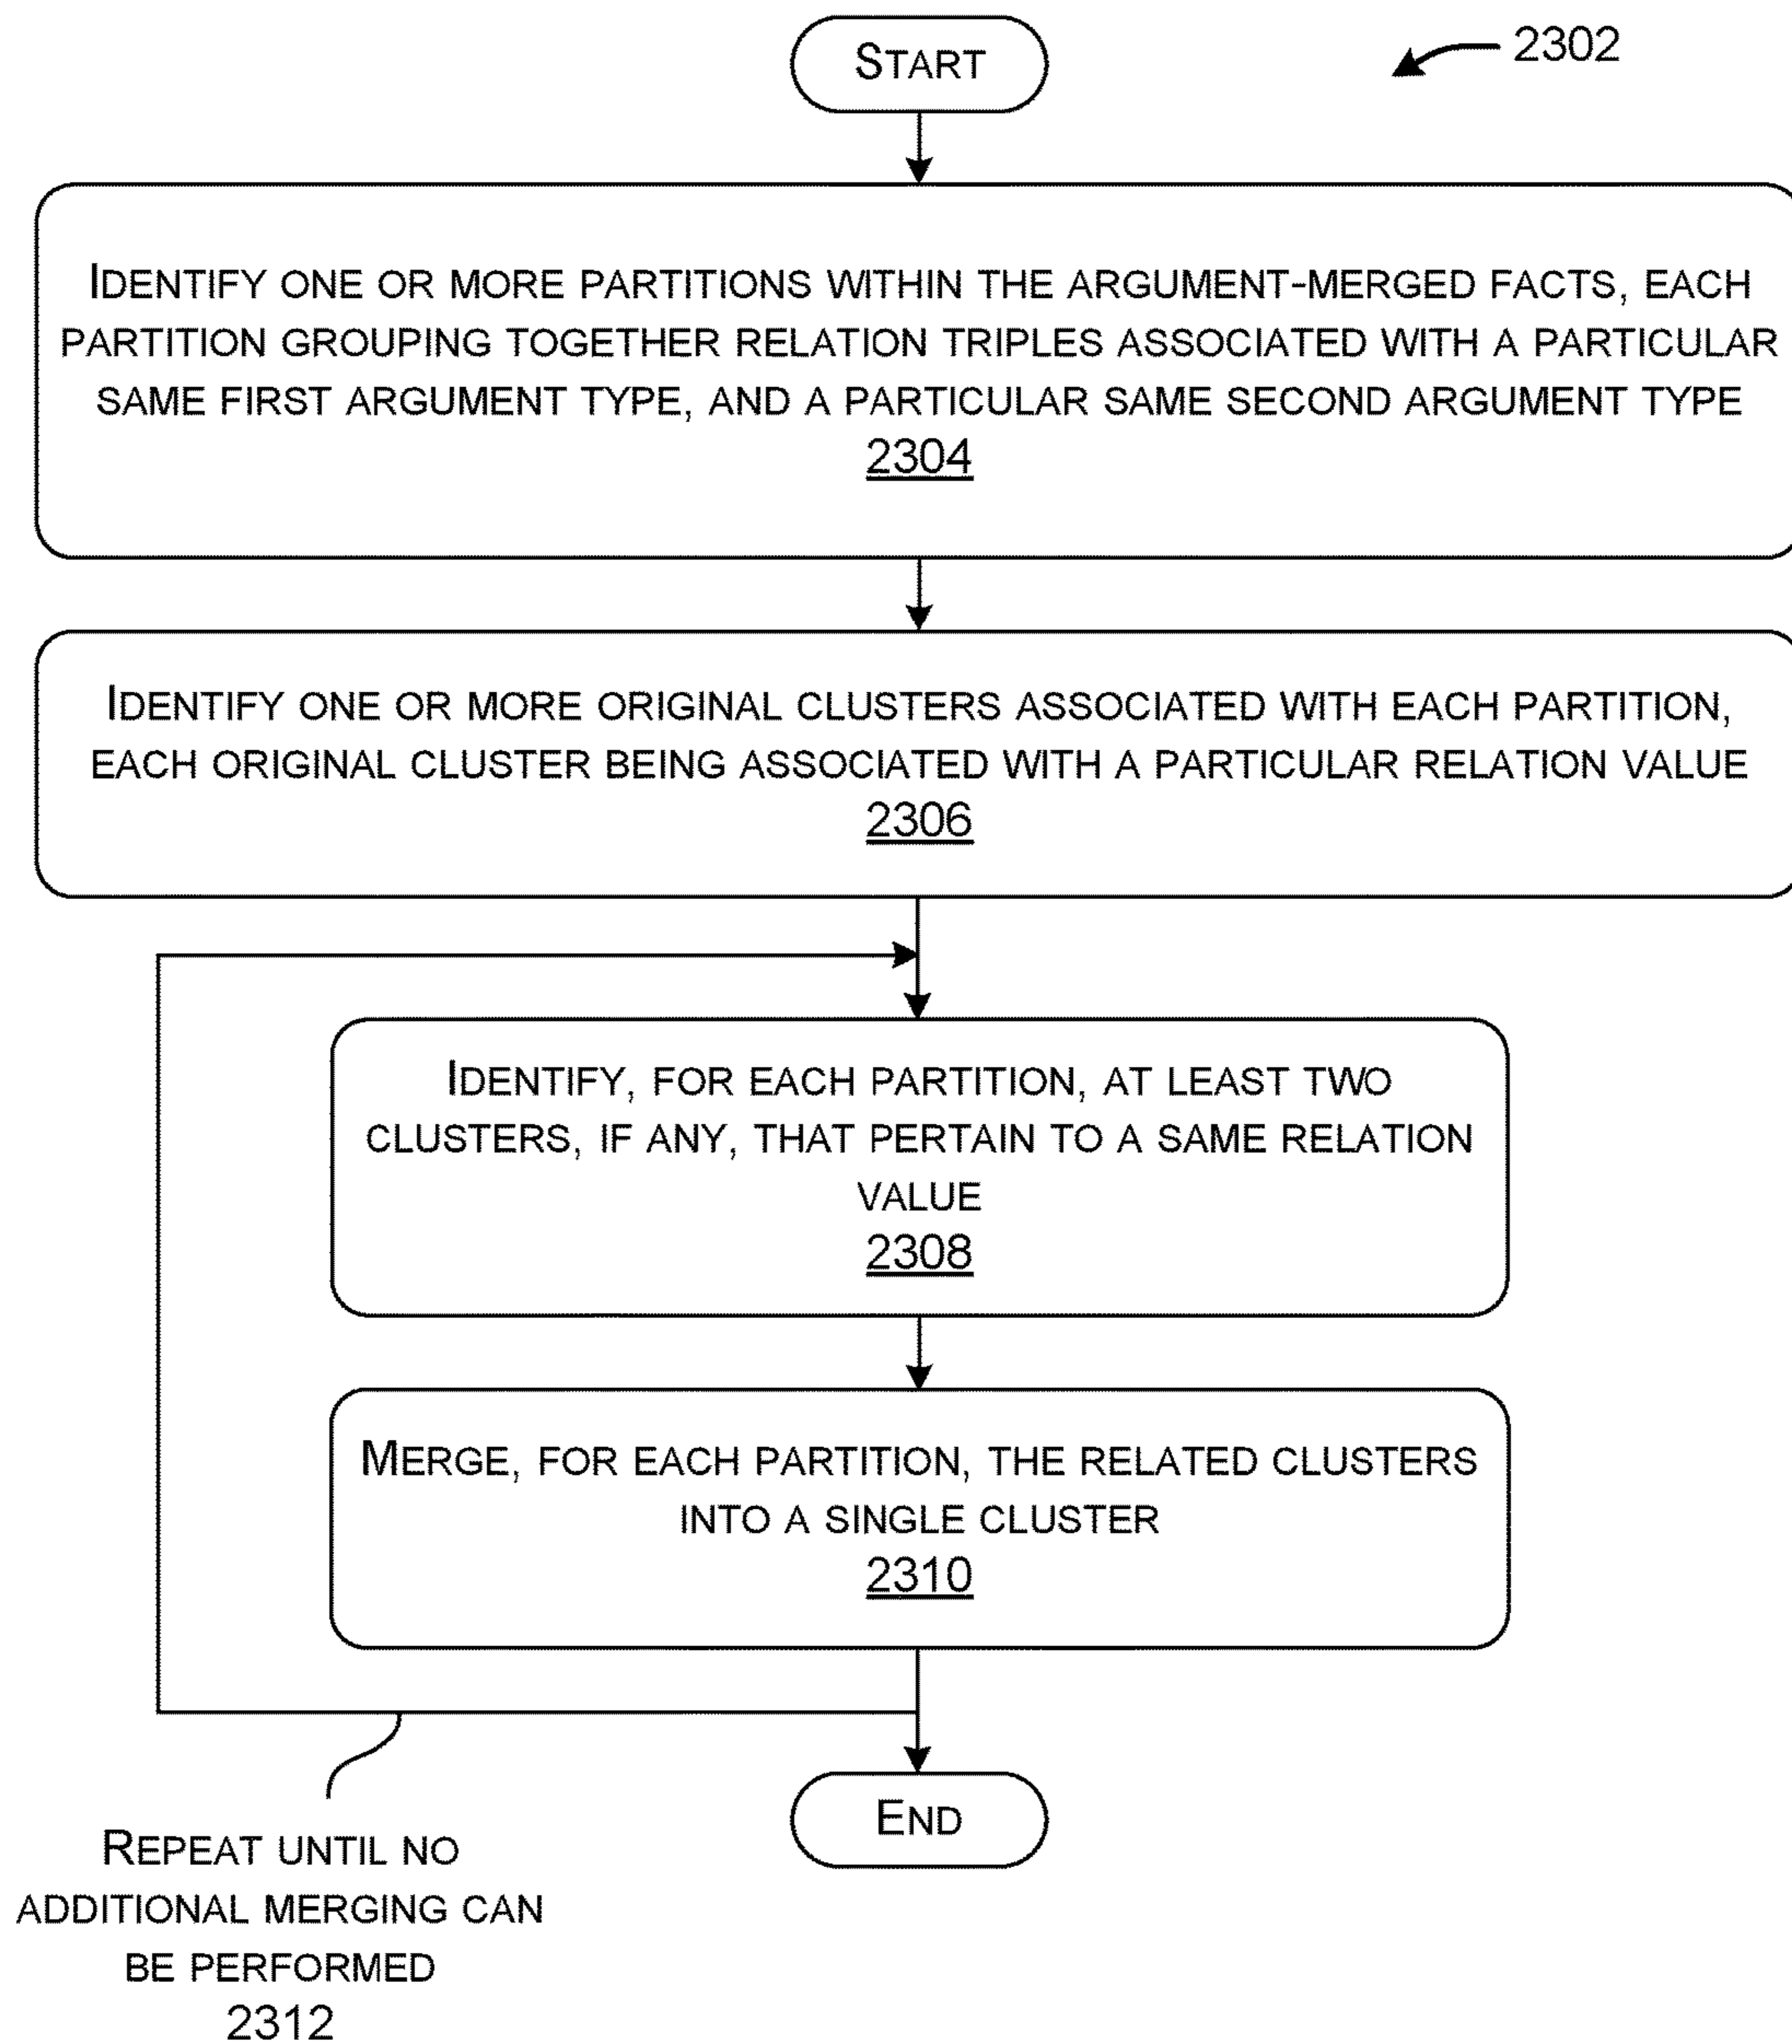 START
2302
IDENTIFY ONE OR MORE PARTITIONS WITHIN THE ARGUMENT-MERGED FACTS, EACH
PARTITION GROUPING TOGETHER RELATION TRIPLES ASSOCIATED WITH A PARTICULAR
SAME FIRST ARGUMENT TYPE, AND A PARTICULAR SAME SECOND ARGUMENT TYPE
2304
IDENTIFY ONE OR MORE ORIGINAL CLUSTERS ASSOCIATED WITH EACH PARTITION,
EACH ORIGINAL CLUSTER BEING ASSOCIATED WITH A PARTICULAR RELATION VALUE
2306
IDENTIFY, FOR EACH PARTITION, AT LEAST TWO
CLUSTERS, IF ANY, THAT PERTAIN TO A SAME RELATION
VALUE
2308
MERGE, FOR EACH PARTITION, THE RELATED CLUSTERS
INTO A SINGLE CLUSTER
2310
END
REPEAT UNTIL NO
ADDITIONAL MERGING CAN
BE PERFORMED
2312